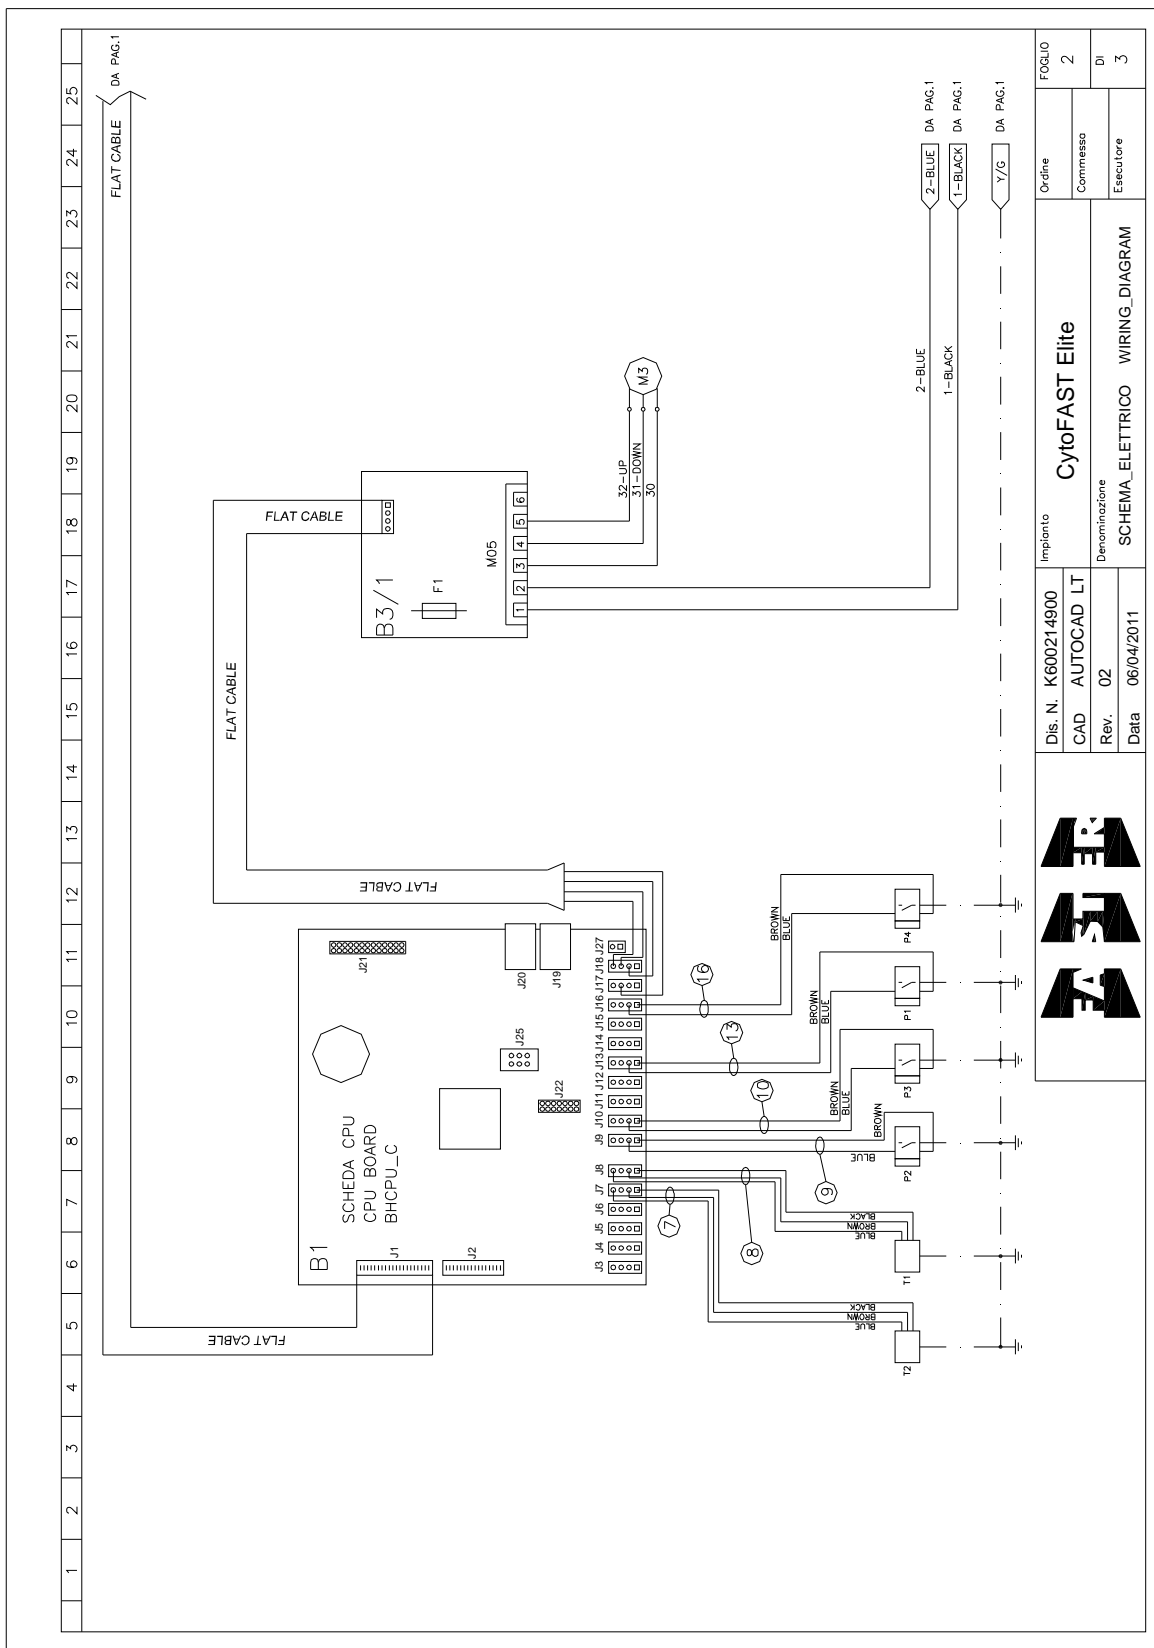 1 2 3 4 5 6 7 8 9 10 11 12 13 14 15 16 17 18 19 20 21 22 23 24 25
FLAT CABLE
DA PAG.1
FLAT CABLE
FLAT CABLE
FLAT CABLE
FLAT CABLE
B1
SCHEDA CPU
CPU BOARD
BHCPU_C
J1
J2
J21
J20
J19
J25
J22
J3 J4 J5 J6 J7 J8 J9 J10 J11 J12 J13 J14 J15 J16 J17 J18 J27
B3/1
F1
M05
1 2 3 4 5 6
32-UP
31-DOWN
30
M3
7
8
9
10
13
16
BLUE
BROWN
BLACK
T2
BLUE
BROWN
BLACK
T1
BLUE
BROWN
P2
BROWN
BLUE
P3
BROWN
BLUE
P1
BROWN
BLUE
P4
2-BLUE
2-BLUE
DA PAG.1
1-BLACK
1-BLACK
DA PAG.1
Y/G
DA PAG.1
EASTER
Dis. N. K600214900
CAD AUTOCAD LT
Rev. 02
Data 06/04/2011
Impianto
CytoFAST Elite
Denominazione
SCHEMA_ELETTRICO WIRING_DIAGRAM
Ordine
Commessa
Esecutore
FOGLIO
2
DI
3